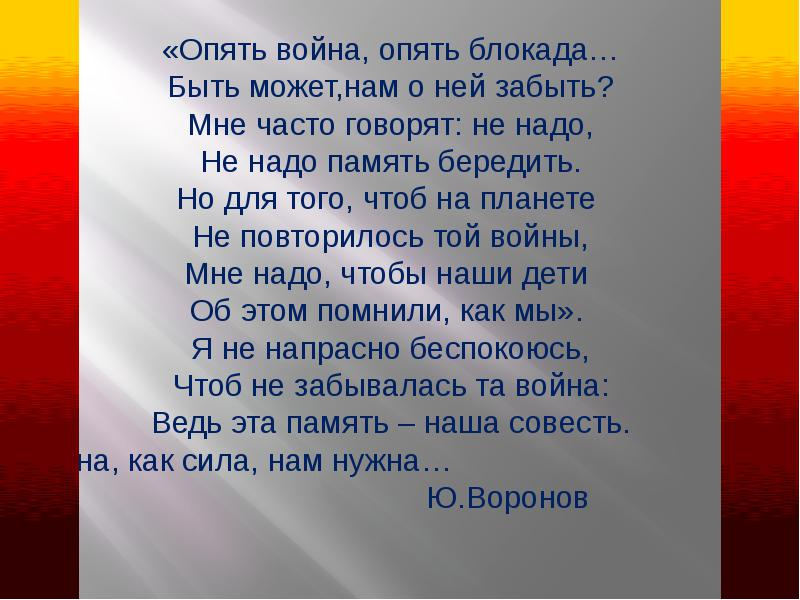 «Опять война, опять блокада…
Быть может,нам о ней забыть?
Мне часто говорят: не надо,
Не надо память бередить.
Но для того, чтоб на планете
Не повторилось той войны,
Мне надо, чтобы наши дети
Об этом помнили, как мы».
Я не напрасно беспокоюсь,
Чтоб не забывалась та война:
Ведь эта память – наша совесть.
на, как сила, нам нужна…
Ю.Воронов